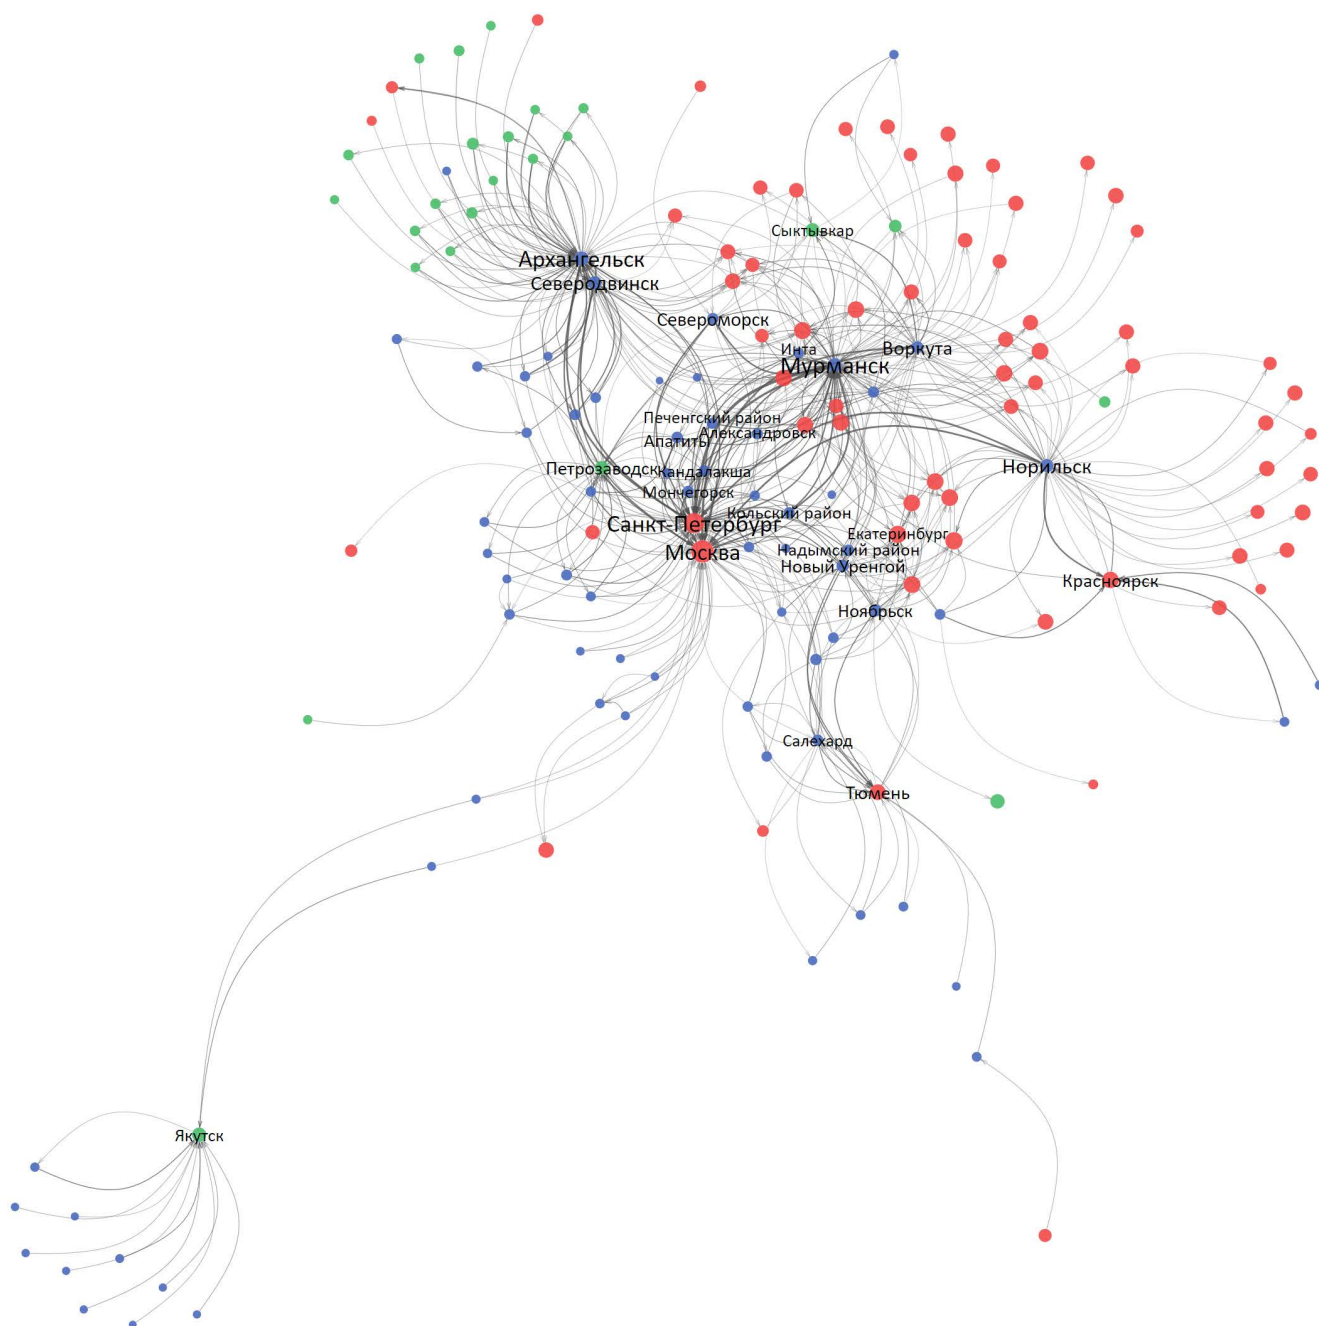 Сыктывкар
Архангельск
Северодвинск
Североморск
Инта
Воркута
Мурманск
Печенгский район
Александровск
Апатиты
Петрозаводск
Кандалакша
Норильск
Мончегорск
Кольский район
Санкт-Петербург
Екатеринбург
Москва
Надымский район
Новый Уренгой
Красноярск
Ноябрьск
Салехард
Тюмень
Якутск